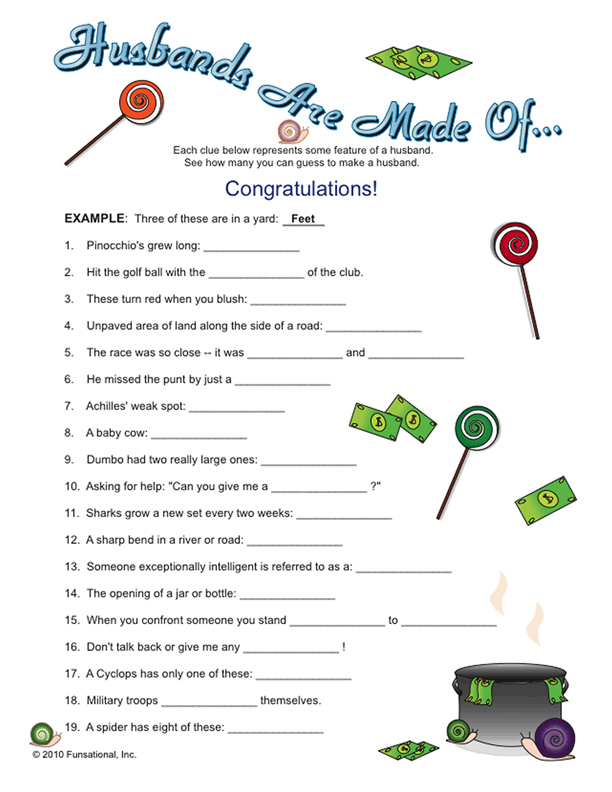 Husbands Are Made Of...
Each clue below represents some feature of a husband.
See how many you can guess to make a husband.
Congratulations!
EXAMPLE: Three of these are in a yard: __Feet__
1. Pinocchio's grew long: _______________
2. Hit the golf ball with the _______________ of the club.
3. These turn red when you blush: _______________
4. Unpaved area of land along the side of a road: _______________
5. The race was so close -- it was _______________ and _______________
6. He missed the punt by just a _______________
7. Achilles' weak spot: _______________
8. A baby cow: _______________
9. Dumbo had two really large ones: _______________
10. Asking for help: "Can you give me a _______________ ?"
11. Sharks grow a new set every two weeks: _______________
12. A sharp bend in a river or road: _______________
13. Someone exceptionally intelligent is referred to as a: _______________
14. The opening of a jar or bottle: _______________
15. When you confront someone you stand _______________ to _______________
16. Don't talk back or give me any _______________ !
17. A Cyclops has only one of these: _______________
18. Military troops _______________ themselves.
19. A spider has eight of these: _______________
© 2010 Funsational, Inc.